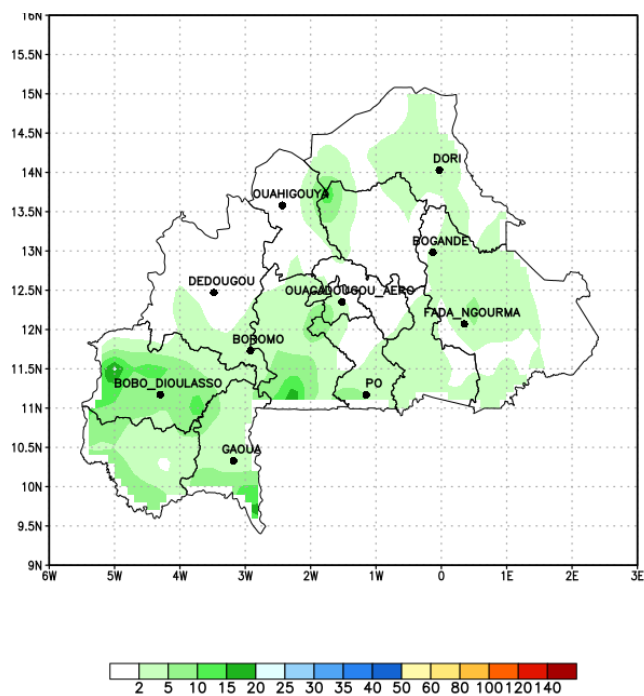 16N
15.5N
15N
14.5N
14N
13.5N
13N
12.5N
12N
11.5N
11N
10.5N
10N
9.5N
9N
DORI
OUAHIGOUYA
BOGANDE
DEDOUGOU
OUAGADOUGOU_AERO
FADA_NGOURMA
BOROMO
BOBO_DIOULASSO
PO
GAOUA
6W 5W 4W 3W 2W 1W 0 1E 2E 3E
2 5 10 15 20 25 30 35 40 50 60 80 100 120 140